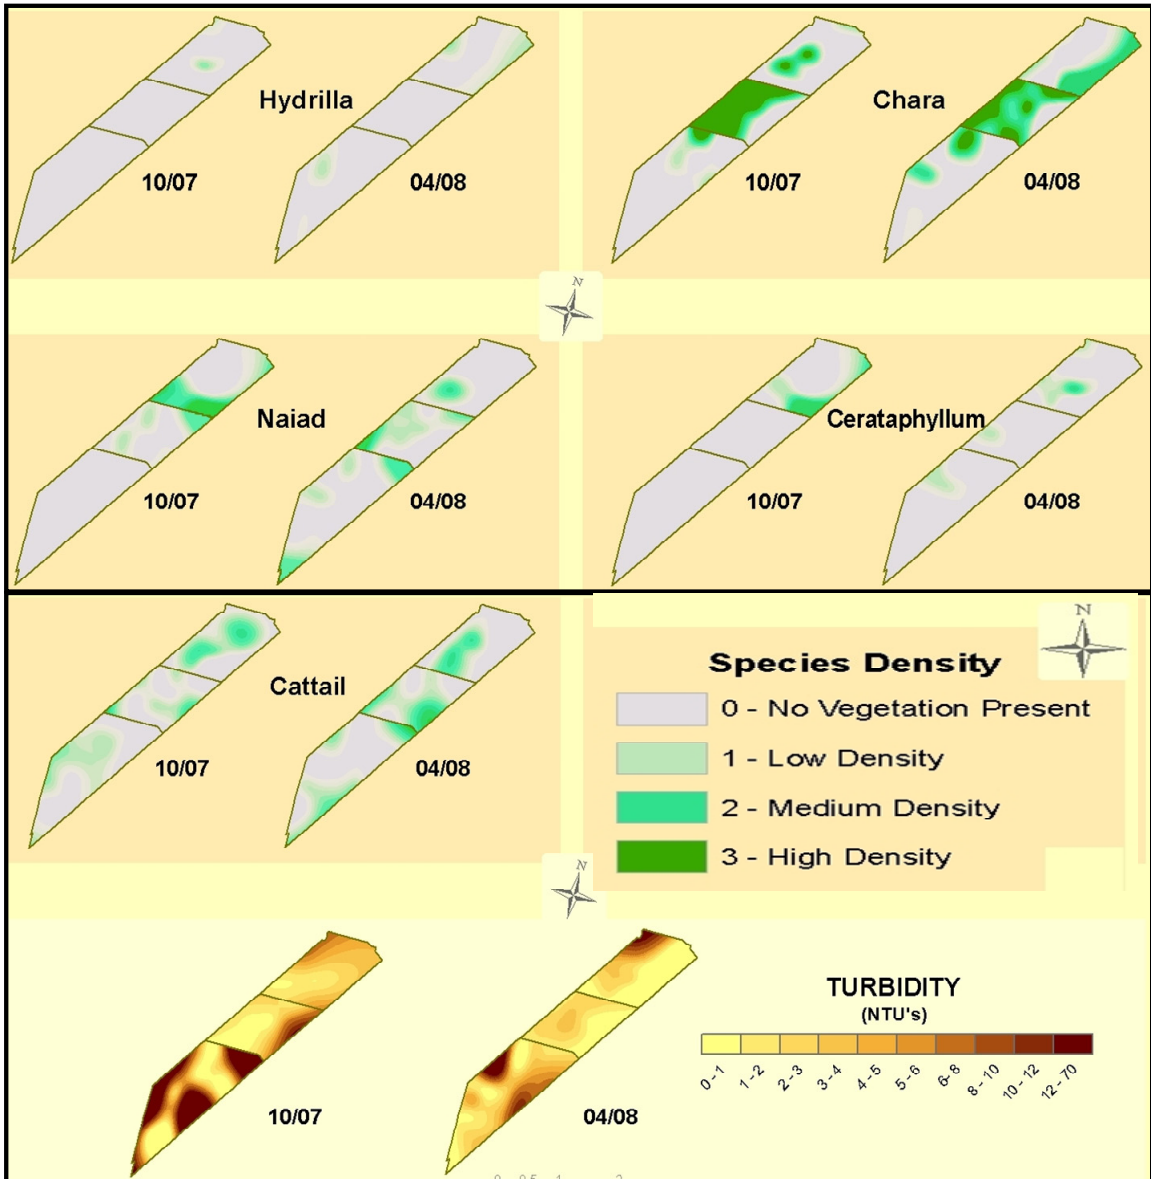 Hydrilla
10/07
04/08
Chara
10/07
04/08
N
Naiad
10/07
04/08
Cerataphyllum
10/07
04/08
Cattail
10/07
04/08
N
Species Density
0 - No Vegetation Present
1 - Low Density
2 - Medium Density
3 - High Density
N
10/07
04/08
TURBIDITY
(NTU's)
0 - 1
1 - 2
2 - 3
3 - 4
4 - 5
5 - 6
6- 8
8 - 10
10 - 12
12 - 70